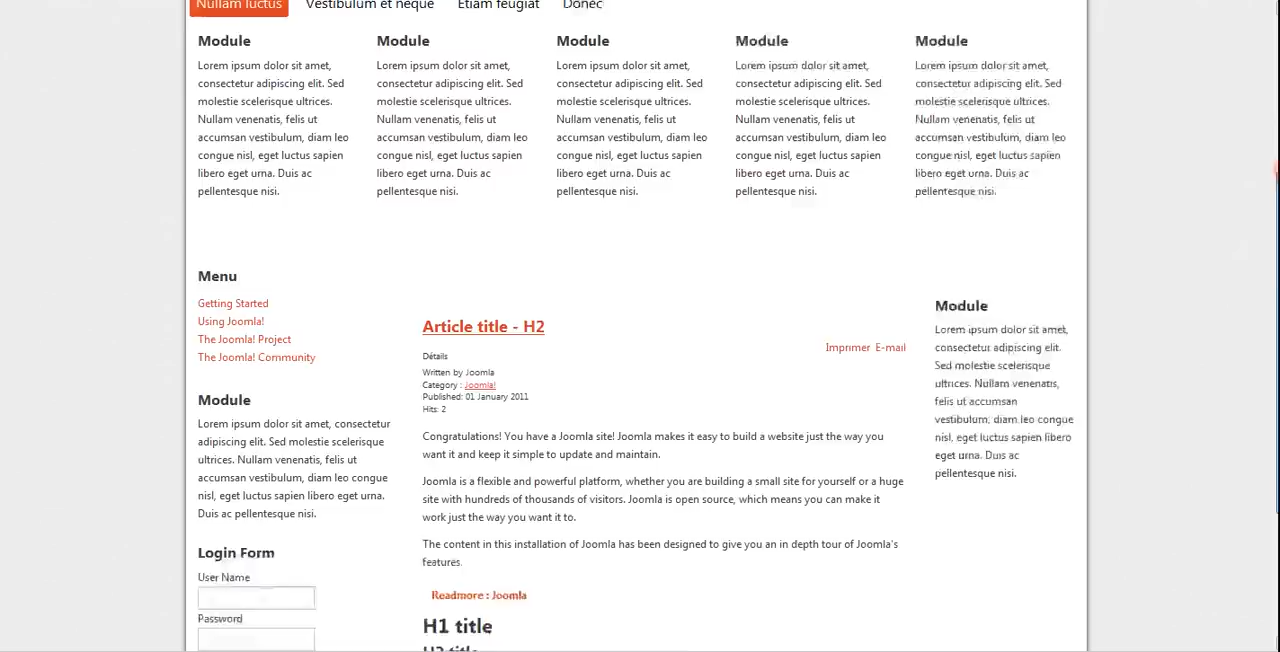 Nullam luctus Vestibulum et neque Etiam feugiat Donec
Module
Lorem ipsum dolor sit amet,
consectetur adipiscing elit. Sed
molestie scelerisque ultrices.
Nullam venenatis, felis ut
accumsan vestibulum, diam leo
congue nisl, eget luctus sapien
libero eget urna. Duis ac
pellentesque nisi.
Module
Lorem ipsum dolor sit amet,
consectetur adipiscing elit. Sed
molestie scelerisque ultrices.
Nullam venenatis, felis ut
accumsan vestibulum, diam leo
congue nisl, eget luctus sapien
libero eget urna. Duis ac
pellentesque nisi.
Module
Lorem ipsum dolor sit amet,
consectetur adipiscing elit. Sed
molestie scelerisque ultrices.
Nullam venenatis, felis ut
accumsan vestibulum, diam leo
congue nisl, eget luctus sapien
libero eget urna. Duis ac
pellentesque nisi.
Module
Lorem ipsum dolor sit amet,
consectetur adipiscing elit. Sed
molestie scelerisque ultrices.
Nullam venenatis, felis ut
accumsan vestibulum, diam leo
congue nisl, eget luctus sapien
libero eget urna. Duis ac
pellentesque nisi.
Module
Lorem ipsum dolor sit amet,
consectetur adipiscing elit. Sed
molestie scelerisque ultrices.
Nullam venenatis, felis ut
accumsan vestibulum, diam leo
congue nisl, eget luctus sapien
libero eget urna. Duis ac
pellentesque nisi.
Menu
Getting Started
Using Joomla!
The Joomla! Project
The Joomla! Community
Module
Lorem ipsum dolor sit amet, consectetur
adipiscing elit. Sed molestie scelerisque
ultrices. Nullam venenatis, felis ut
accumsan vestibulum, diam leo congue
nisl, eget luctus sapien libero eget urna.
Duis ac pellentesque nisi.
Login Form
User Name
Password
Article title - H2
Imprimer E-mail
Détails
Written by Joomla
Category : Joomla!
Published: 01 January 2011
Hits: 2
Congratulations! You have a Joomla site! Joomla makes it easy to build a website just the way you
want it and keep it simple to update and maintain.
Joomla is a flexible and powerful platform, whether you are building a small site for yourself or a huge
site with hundreds of thousands of visitors. Joomla is open source, which means you can make it
work just the way you want it to.
The content in this installation of Joomla has been designed to give you an in depth tour of Joomla's
features.
Readmore : Joomla
H1 title
H2 title
Module
Lorem ipsum dolor sit amet,
consectetur adipiscing elit.
Sed molestie scelerisque
ultrices. Nullam venenatis,
felis ut accumsan
vestibulum, diam leo congue
nisl, eget luctus sapien libero
eget urna. Duis ac
pellentesque nisi.